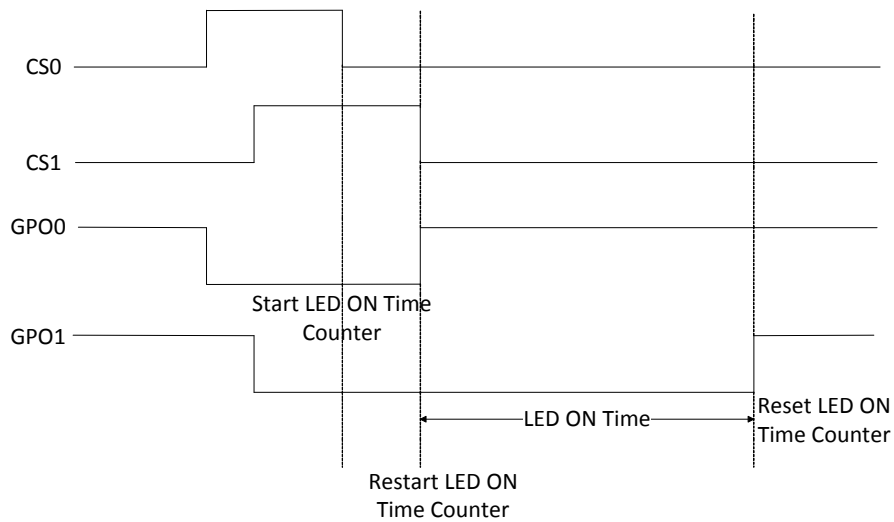 CS0
CS1
GPO0
Start LED ON Time
Counter
GPO1
LED ON Time
Reset LED ON
Time Counter
Restart LED ON
Time Counter